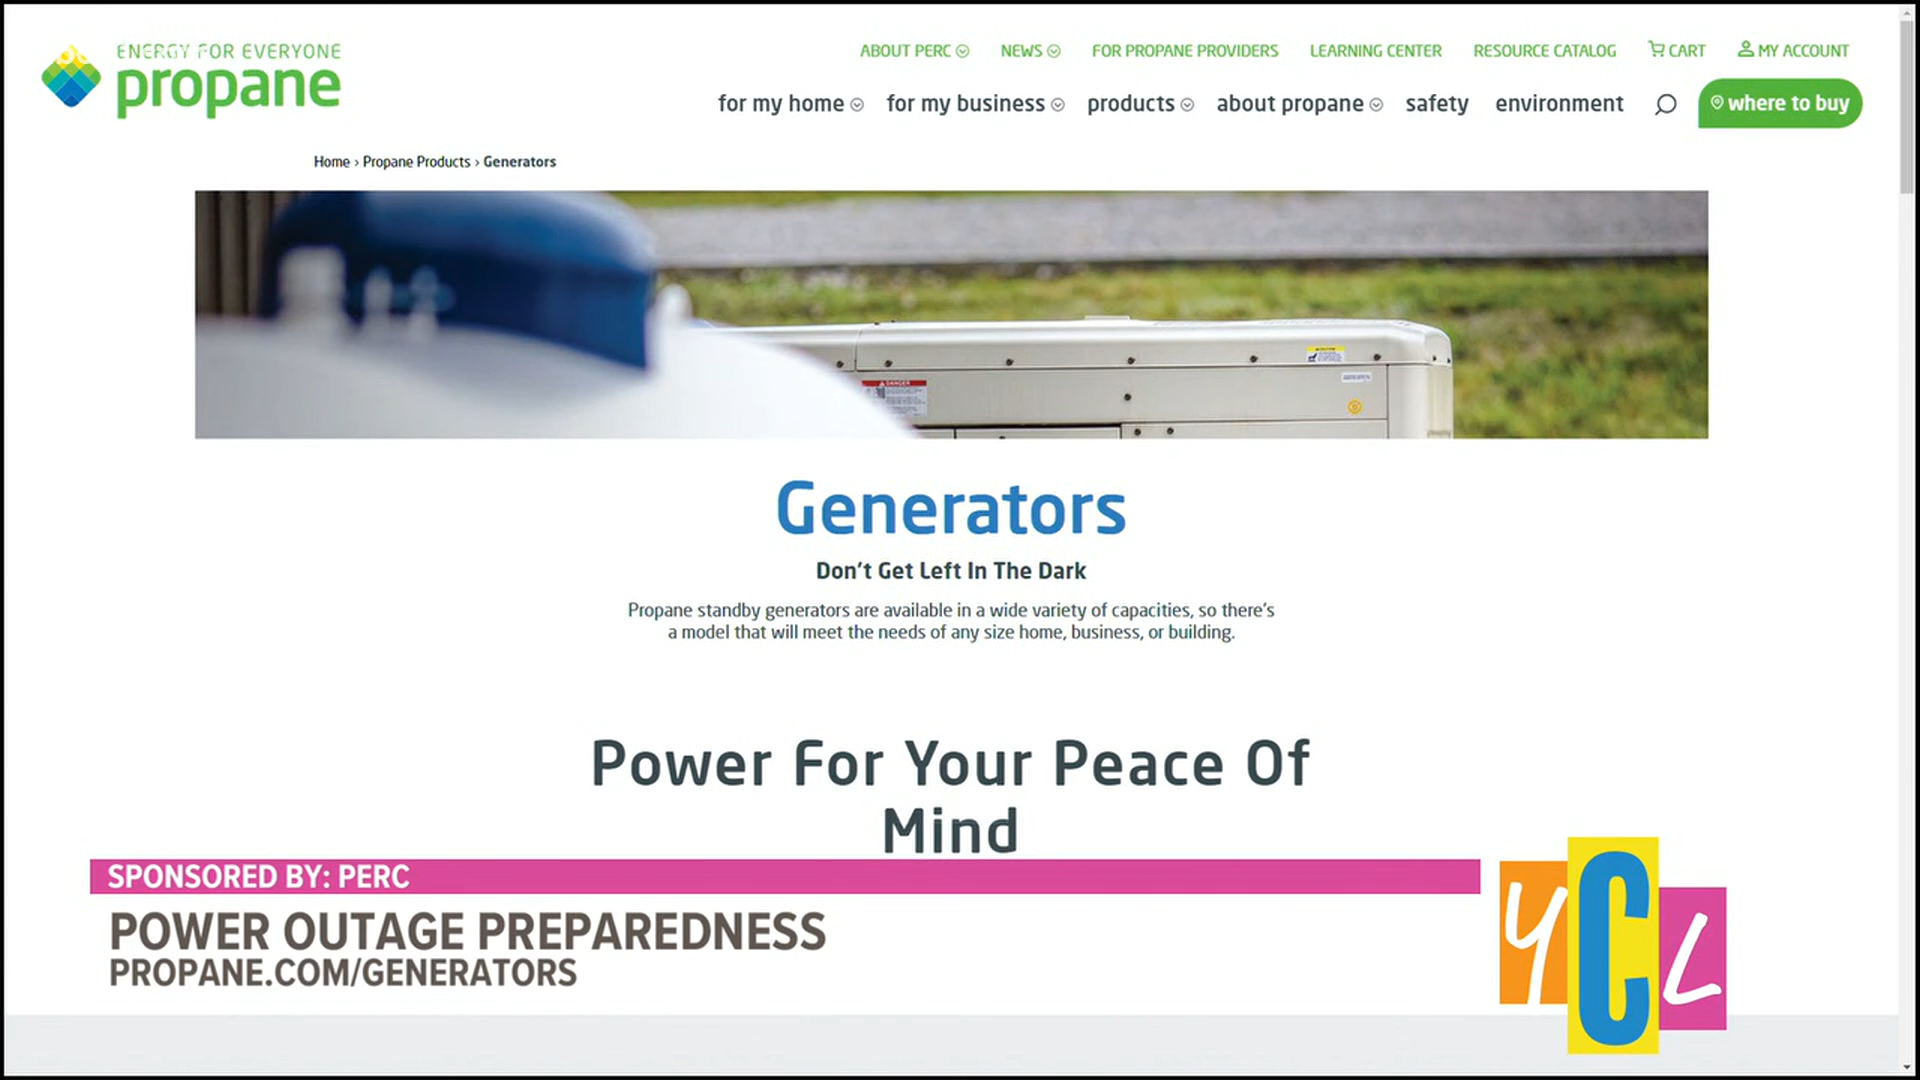 ENERGY FOR EVERYONE
propane
ABOUT PERC NEWS FOR PROPANE PROVIDERS LEARNING CENTER RESOURCE CATALOG CART MY ACCOUNT
for my home for my business products about propane safety environment where to buy
Home › Propane Products › Generators
DANGER
Generators
Don't Get Left In The Dark
Propane standby generators are available in a wide variety of capacities, so there's
a model that will meet the needs of any size home, business, or building.
Power For Your Peace Of
Mind
SPONSORED BY: PERC
POWER OUTAGE PREPAREDNESS
PROPANE.COM/GENERATORS
YCL